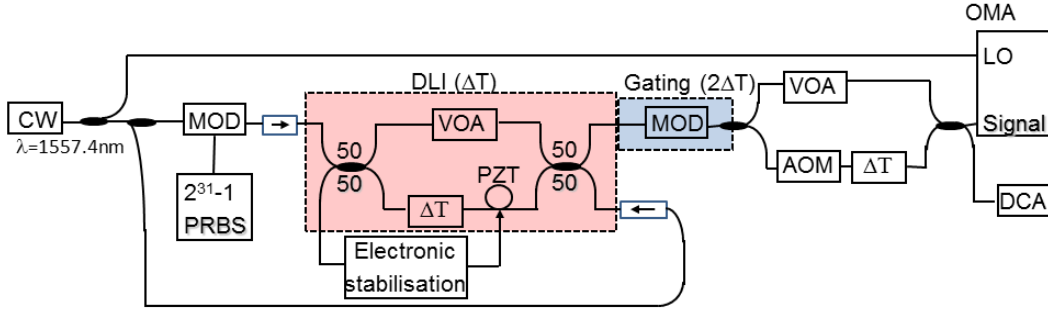 OMA
DLI (ΔT)
Gating (2ΔT)
LO
VOA
CW
MOD
VOA
MOD
Signal
λ=1557.4nm
50
50
50
50
PZT
AOM
ΔT
2³¹-1
PRBS
ΔT
DCA
Electronic
stabilisation